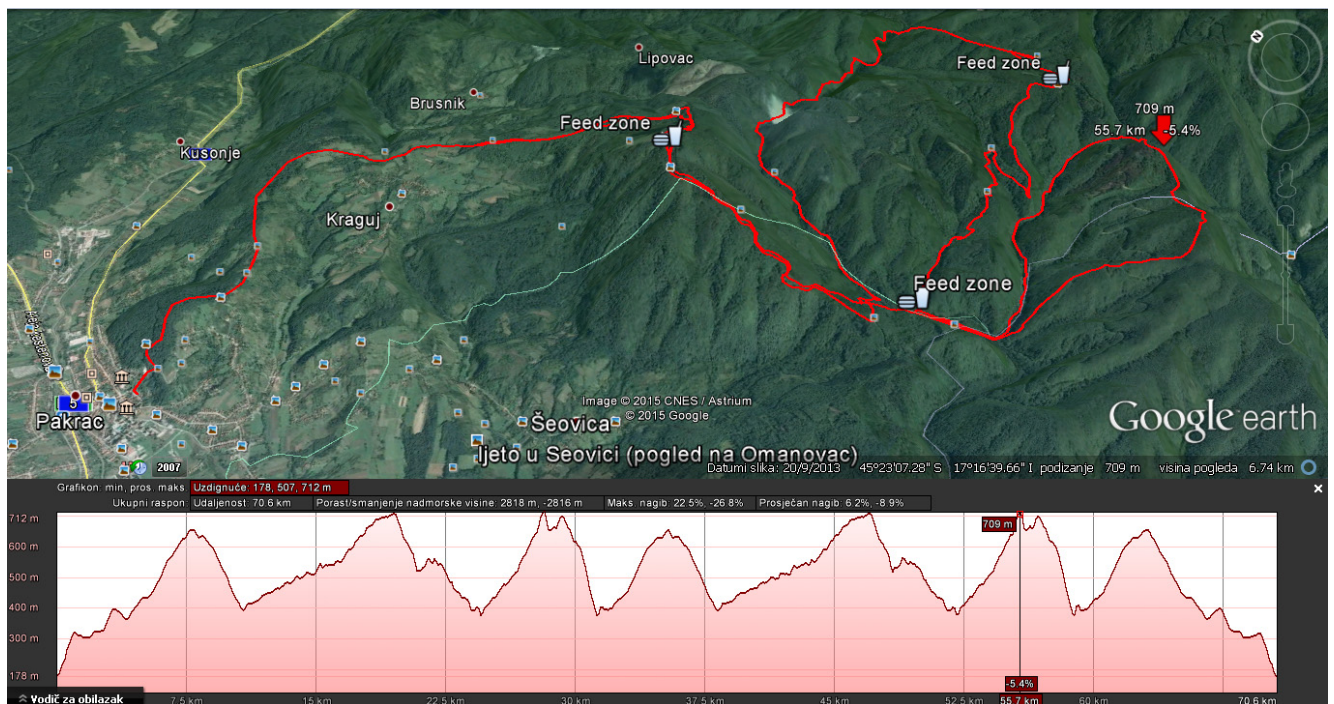 Lipovac
Feed zone
709 m
55.7 km
-5.4%
Brusnik
Feed zone
Kusonje
Kraguj
Feed zone
Pakrac
5
Image © 2015 CNES / Astrium
© 2015 Google
Google earth
Šeovica
ljeto u Seovici (pogled na Omanovac)
2007
Datumi slika: 20/9/2013 45°23'07.28" S 17°16'39.66" I podizanje 709 m visina pogleda 6.74 km
Grafikon: min, pros. maks. Uzdignuće: 178, 507, 712 m
Ukupni raspon: Udaljenost: 70.6 km Porast/smanjenje nadmorske visine: 2818 m, -2816 m Maks. nagib: 22.5%, -26.8% Prosječan nagib: 6.2%, -8.9%
712 m
709 m
600 m
500 m
400 m
300 m
178 m
-5.4%
Vodič za obilazak
7.5 km 15 km 22.5 km 30 km 37.5 km 45 km 52.5 km 55.7 km 60 km 70.6 km